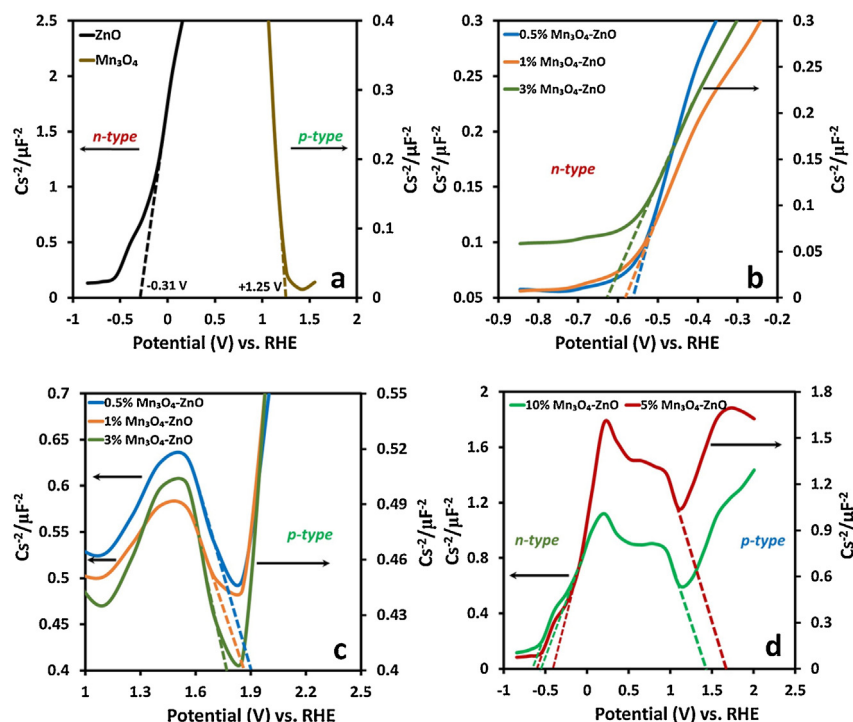 2.5
2
1.5
1
0.5
0
Cs⁻²/µF⁻²
ZnO
Mn₃O₄
n-type
p-type
-0.31 V
+1.25 V
a
0.4
0.3
0.2
0.1
0
Cs⁻²/µF⁻²
-1 -0.5 0 0.5 1 1.5 2
Potential (V) vs. RHE
0.3
0.25
0.2
0.15
0.1
0.05
Cs⁻²/µF⁻²
0.5% Mn₃O₄-ZnO
1% Mn₃O₄-ZnO
3% Mn₃O₄-ZnO
n-type
b
0.3
0.25
0.2
0.15
0.1
0.05
0
Cs⁻²/µF⁻²
-0.9 -0.8 -0.7 -0.6 -0.5 -0.4 -0.3 -0.2
Potential (V) vs. RHE
0.7
0.65
0.6
0.55
0.5
0.45
0.4
Cs⁻²/µF⁻²
0.5% Mn₃O₄-ZnO
1% Mn₃O₄-ZnO
3% Mn₃O₄-ZnO
p-type
c
0.55
0.52
0.49
0.46
0.43
0.4
Cs⁻²/µF⁻²
1 1.3 1.6 1.9 2.2 2.5
Potential (V) vs. RHE
2
1.6
1.2
0.8
0.4
0
Cs⁻²/µF⁻²
10% Mn₃O₄-ZnO 5% Mn₃O₄-ZnO
n-type
p-type
d
1.8
1.6
1.4
1.2
1
0.8
0.6
0.4
0.2
0
Cs⁻²/µF⁻²
-1 -0.5 0 0.5 1 1.5 2 2.5
Potential (V) vs. RHE